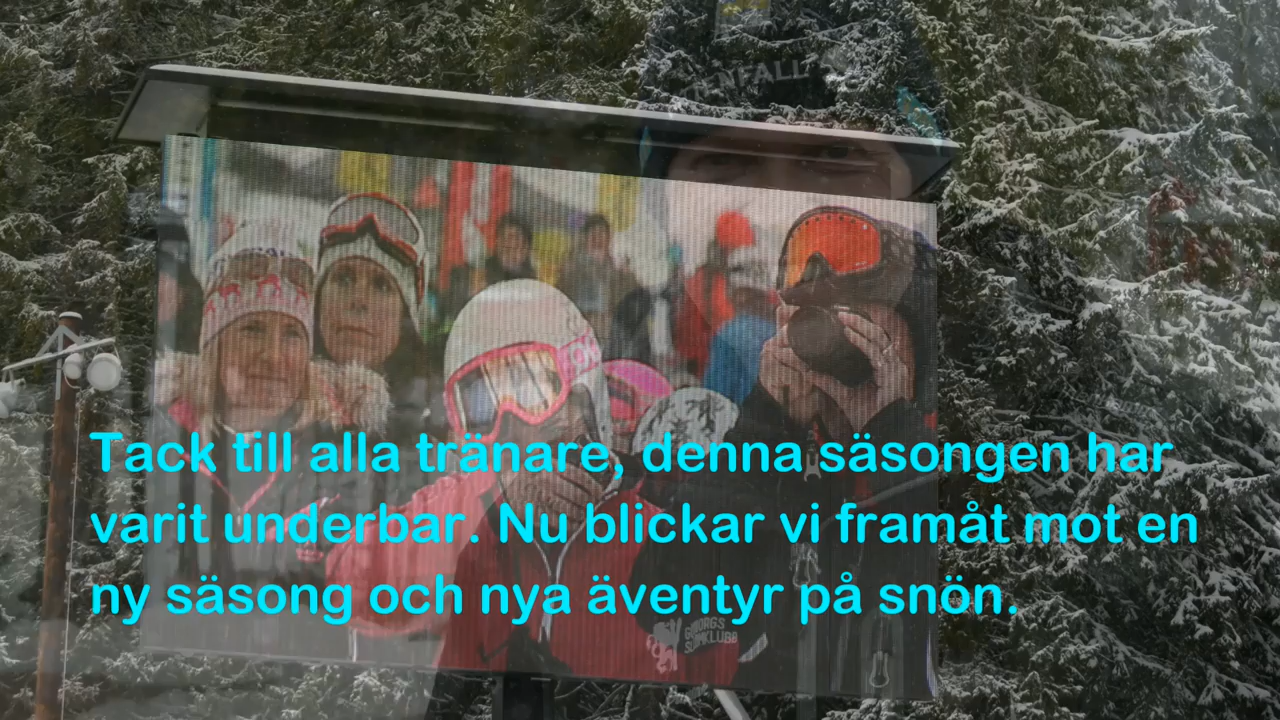 Tack till alla tränare, denna säsongen har
varit underbar. Nu blickar vi framåt mot en
ny säsong och nya äventyr på snön.